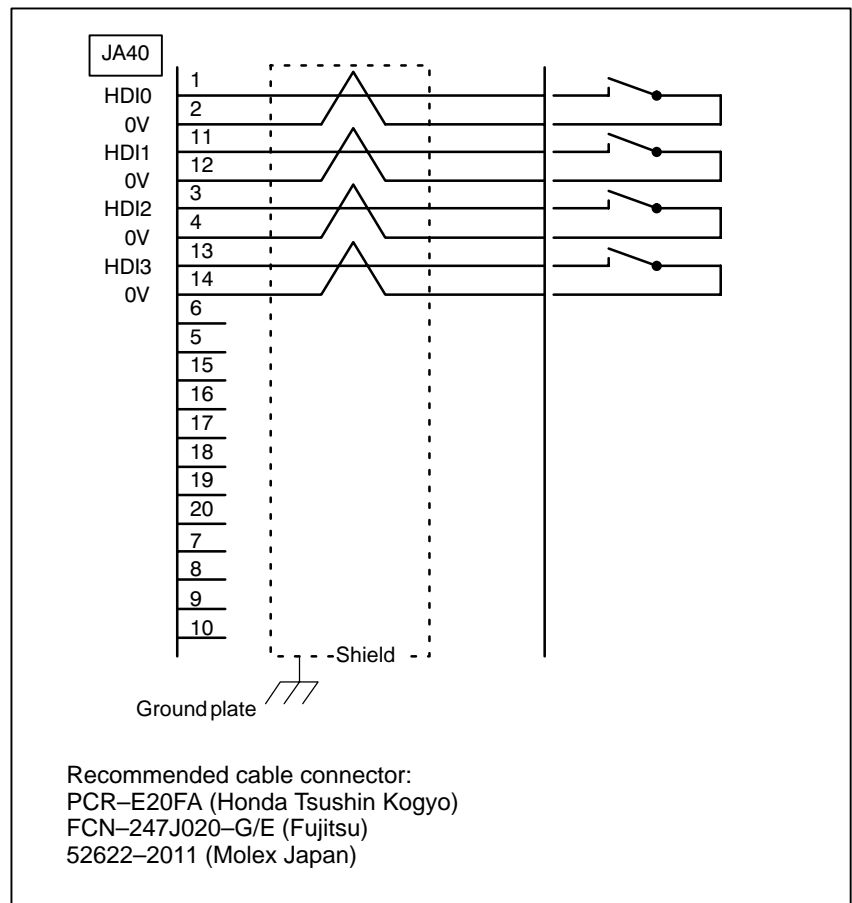 JA40
1
HDI0
2
0V
11
HDI1
12
0V
3
HDI2
4
0V
13
HDI3
14
0V
6
5
15
16
17
18
19
20
7
8
9
10
Shield
Ground plate
Recommended cable connector:
PCR–E20FA (Honda Tsushin Kogyo)
FCN–247J020–G/E (Fujitsu)
52622–2011 (Molex Japan)